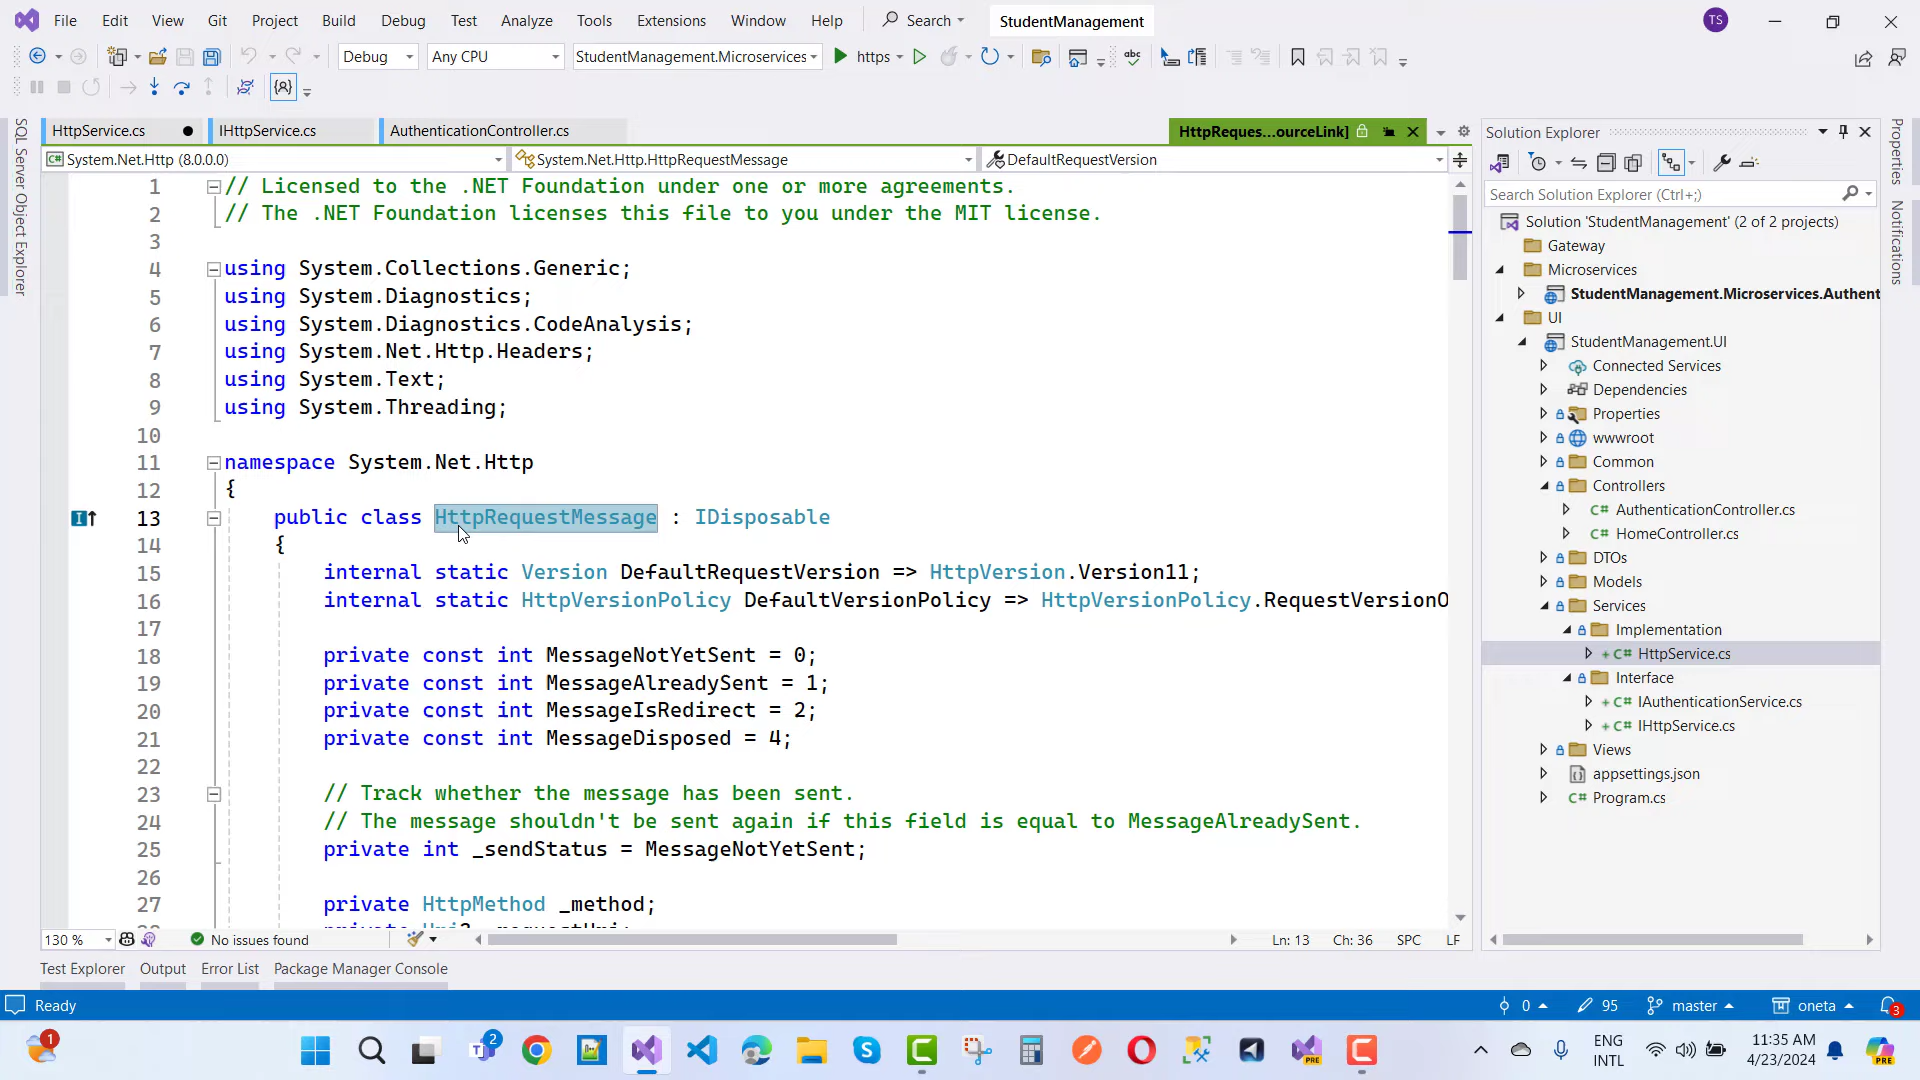 File Edit View Git Project Build Debug Test Analyze Tools Extensions Window Help Search StudentManagement TS
Debug Any CPU StudentManagement.Microservices https
SQL Server Object Explorer
HttpService.cs IHttpService.cs AuthenticationController.cs HttpReques...ourceLink]
System.Net.Http (8.0.0.0) System.Net.Http.HttpRequestMessage DefaultRequestVersion
1 // Licensed to the .NET Foundation under one or more agreements.
2 // The .NET Foundation licenses this file to you under the MIT license.
3
4 using System.Collections.Generic;
5 using System.Diagnostics;
6 using System.Diagnostics.CodeAnalysis;
7 using System.Net.Http.Headers;
8 using System.Text;
9 using System.Threading;
10
11 namespace System.Net.Http
12 {
13 public class HttpRequestMessage : IDisposable
14 {
15 internal static Version DefaultRequestVersion => HttpVersion.Version11;
16 internal static HttpVersionPolicy DefaultVersionPolicy => HttpVersionPolicy.RequestVersionO
17
18 private const int MessageNotYetSent = 0;
19 private const int MessageAlreadySent = 1;
20 private const int MessageIsRedirect = 2;
21 private const int MessageDisposed = 4;
22
23 // Track whether the message has been sent.
24 // The message shouldn't be sent again if this field is equal to MessageAlreadySent.
25 private int _sendStatus = MessageNotYetSent;
26
27 private HttpMethod _method;
130 % No issues found Ln: 13 Ch: 36 SPC LF
Solution Explorer
Search Solution Explorer (Ctrl+;)
Solution 'StudentManagement' (2 of 2 projects)
Gateway
Microservices
StudentManagement.Microservices.Authent
UI
StudentManagement.UI
Connected Services
Dependencies
Properties
wwwroot
Common
Controllers
AuthenticationController.cs
HomeController.cs
DTOs
Models
Services
Implementation
HttpService.cs
Interface
IAuthenticationService.cs
IHttpService.cs
Views
appsettings.json
Program.cs
Properties
Notifications
Test Explorer Output Error List Package Manager Console
Ready 0 95 master oneta 3
1 2 ENG
INTL
11:35 AM
4/23/2024